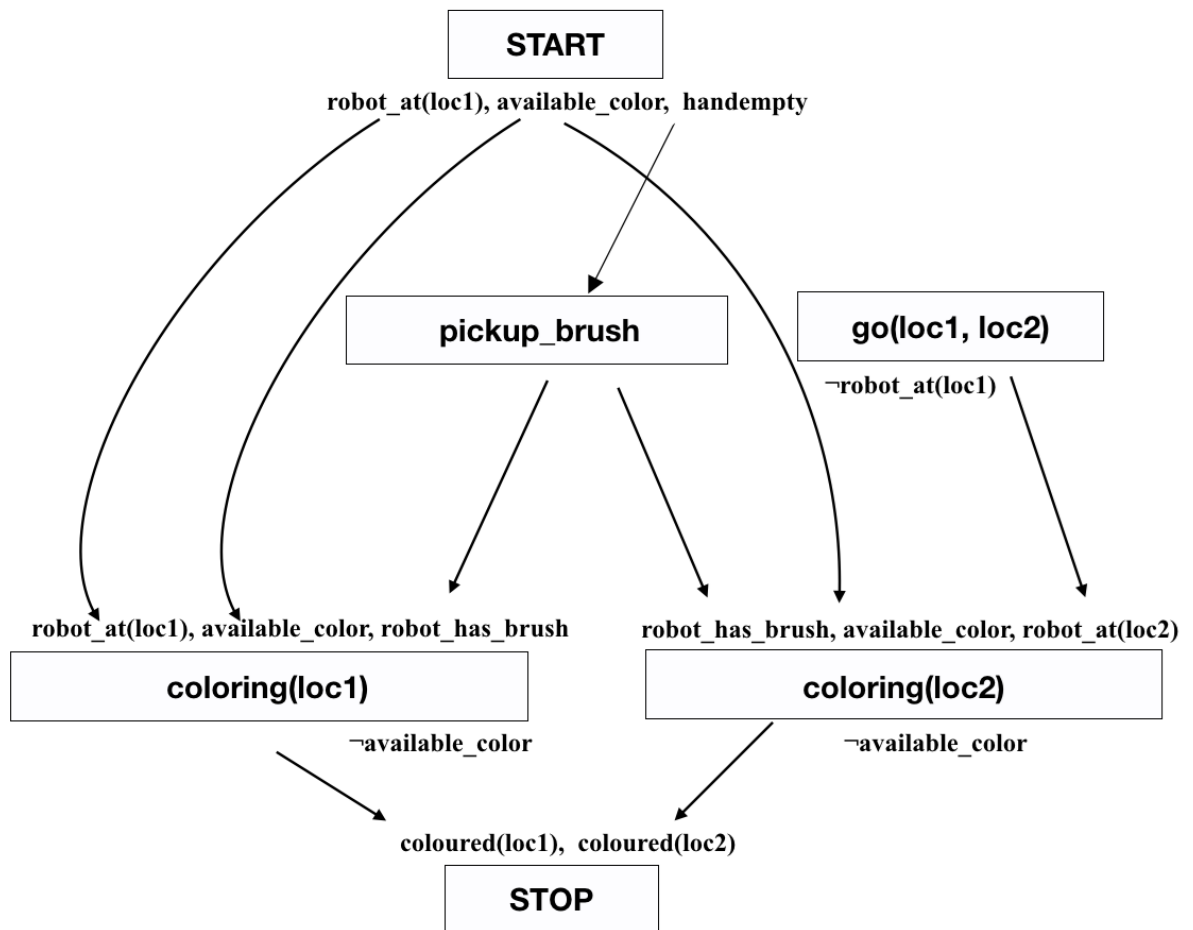 START
robot_at(loc1), available_color, handempty
pickup_brush
go(loc1, loc2)
¬robot_at(loc1)
robot_at(loc1), available_color, robot_has_brush
robot_has_brush, available_color, robot_at(loc2)
coloring(loc1)
coloring(loc2)
¬available_color
¬available_color
coloured(loc1), coloured(loc2)
STOP